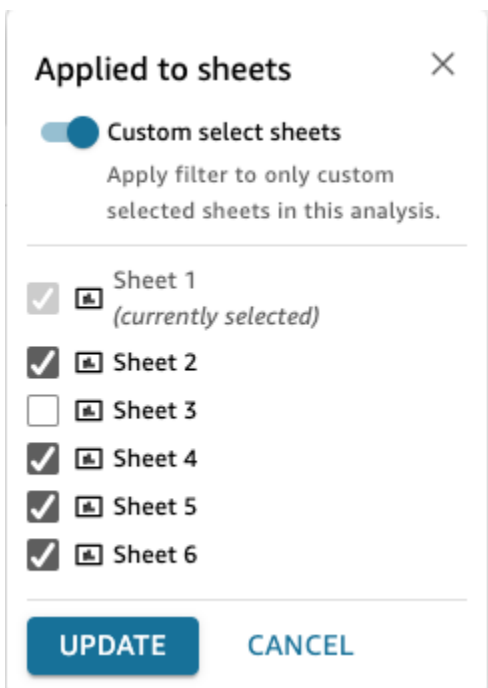 Applied to sheets
Custom select sheets
Apply filter to only custom
selected sheets in this analysis.
Sheet 1
(currently selected)
Sheet 2
Sheet 3
Sheet 4
Sheet 5
Sheet 6
UPDATE CANCEL